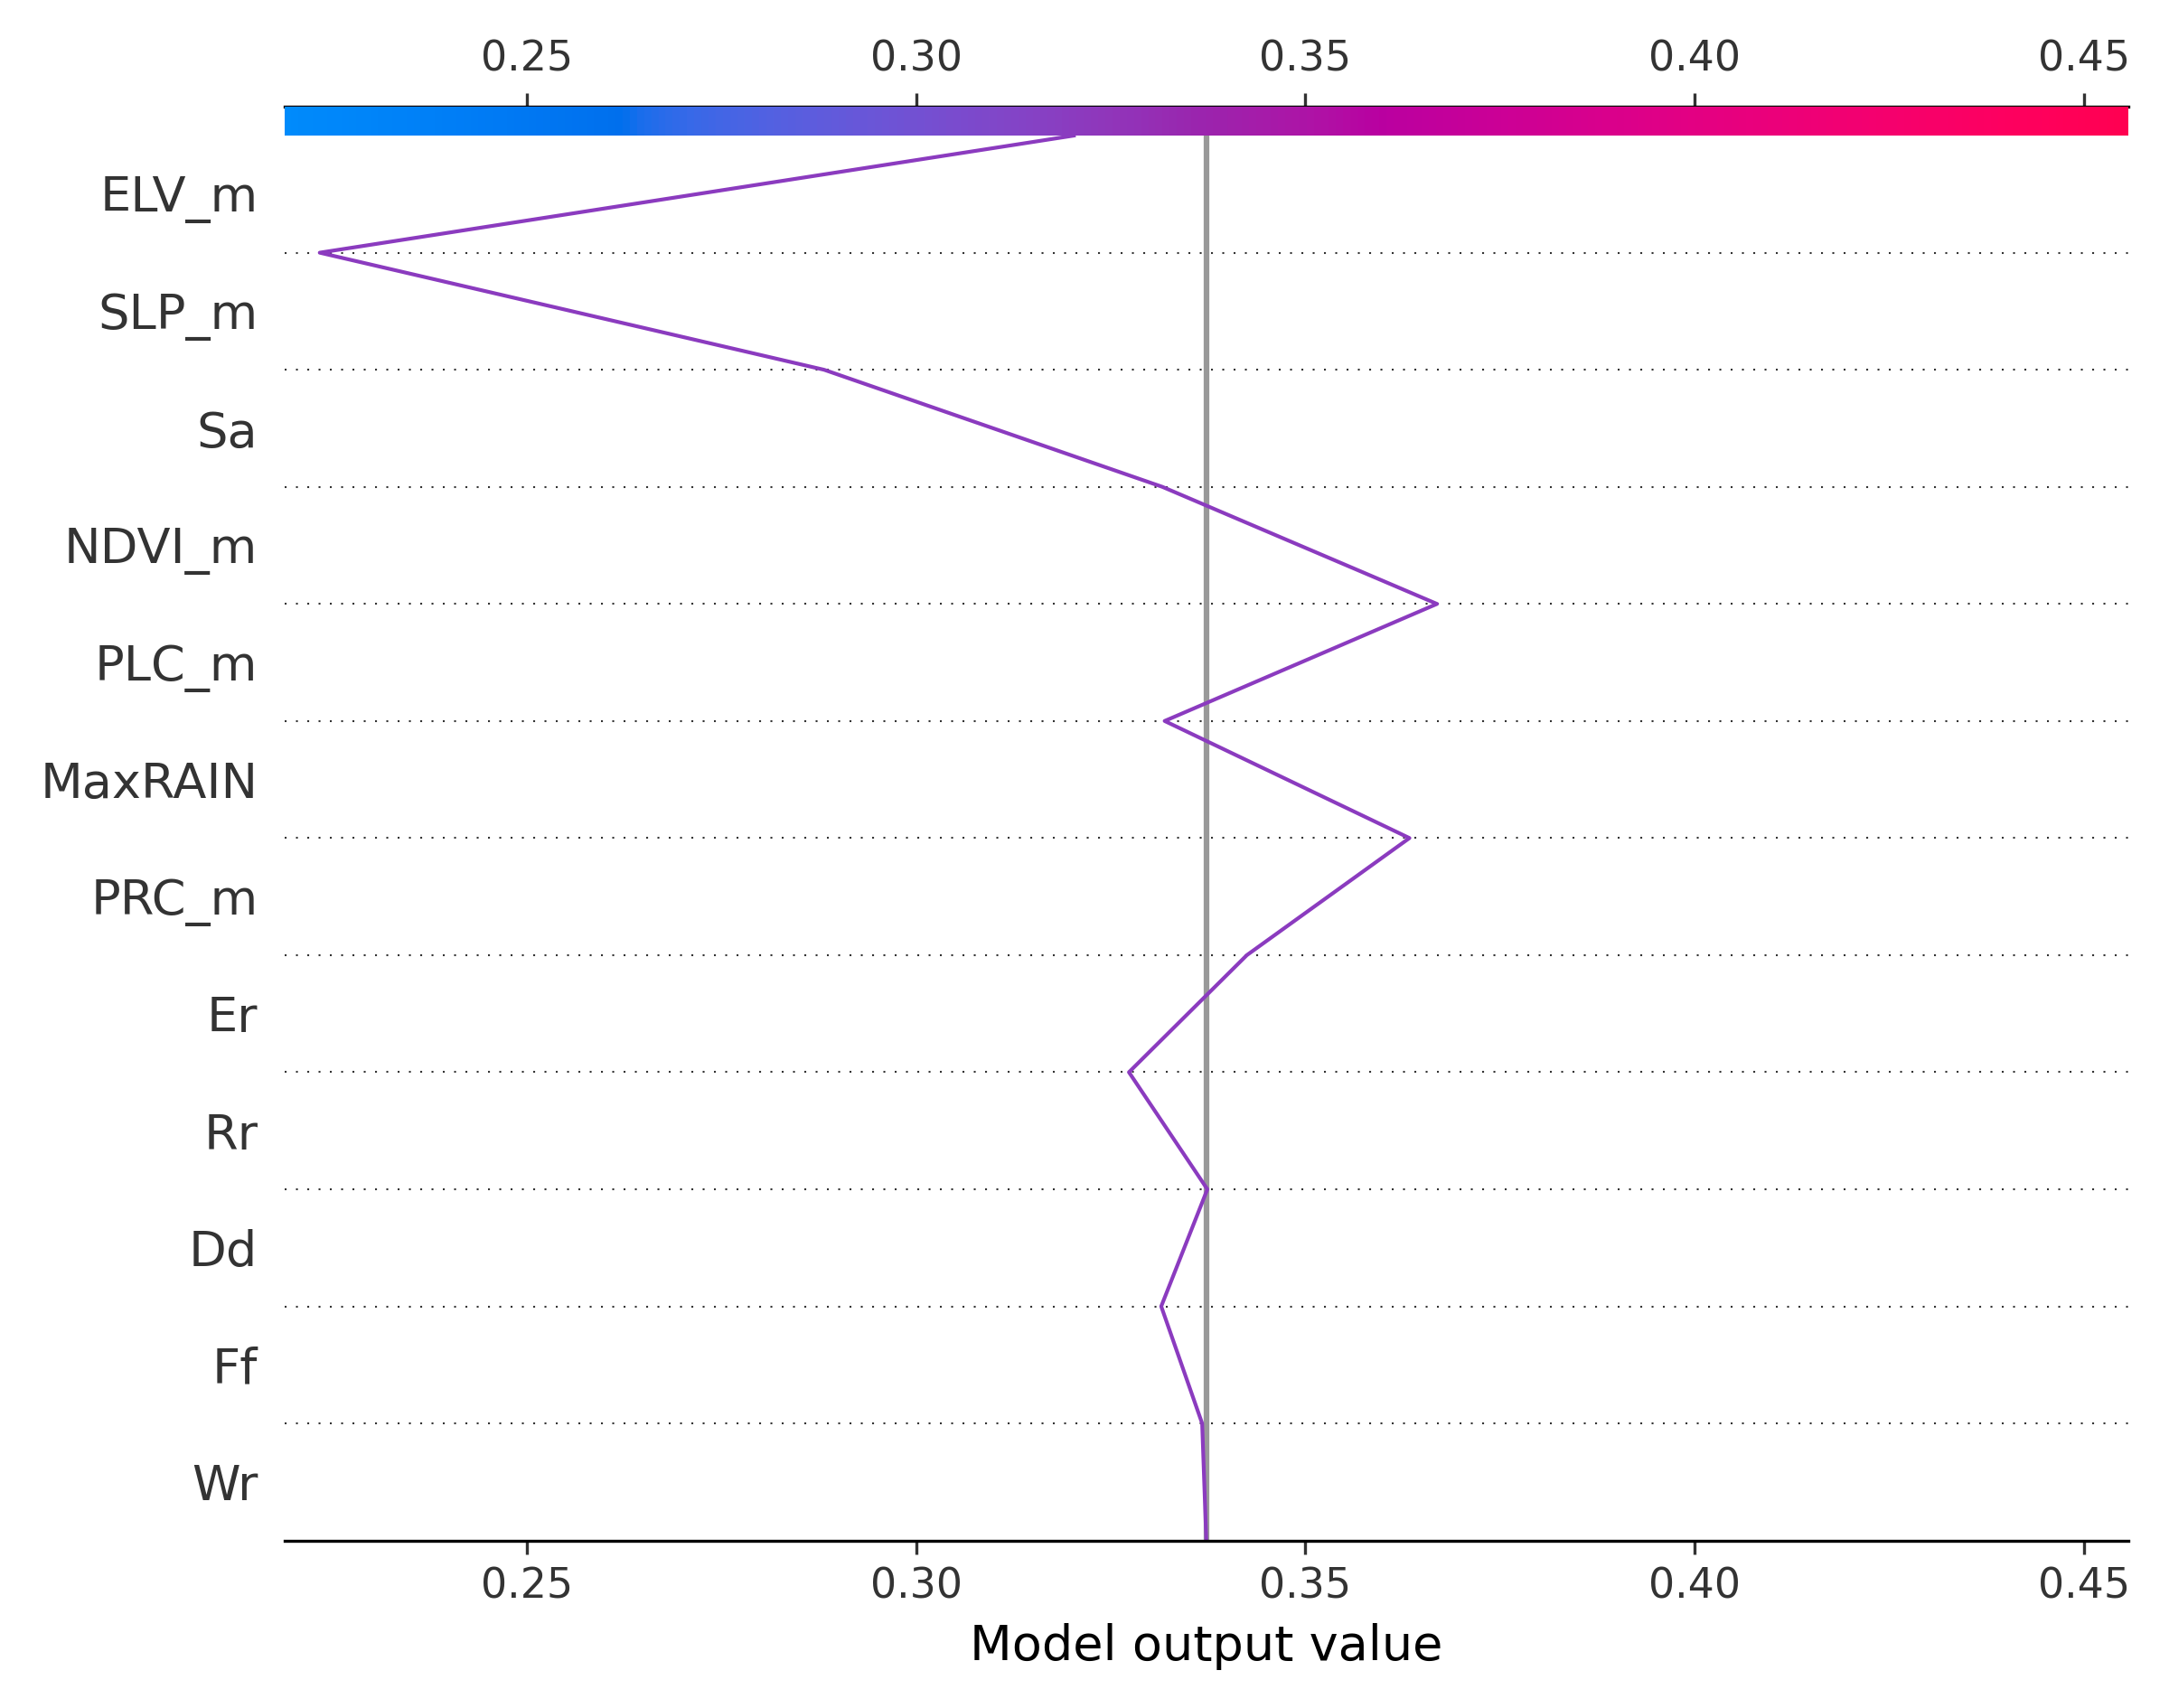 0.25 0.30 0.35 0.40 0.45
ELV_m
SLP_m
Sa
NDVI_m
PLC_m
MaxRAIN
PRC_m
Er
Rr
Dd
Ff
Wr
0.25 0.30 0.35 0.40 0.45
Model output value